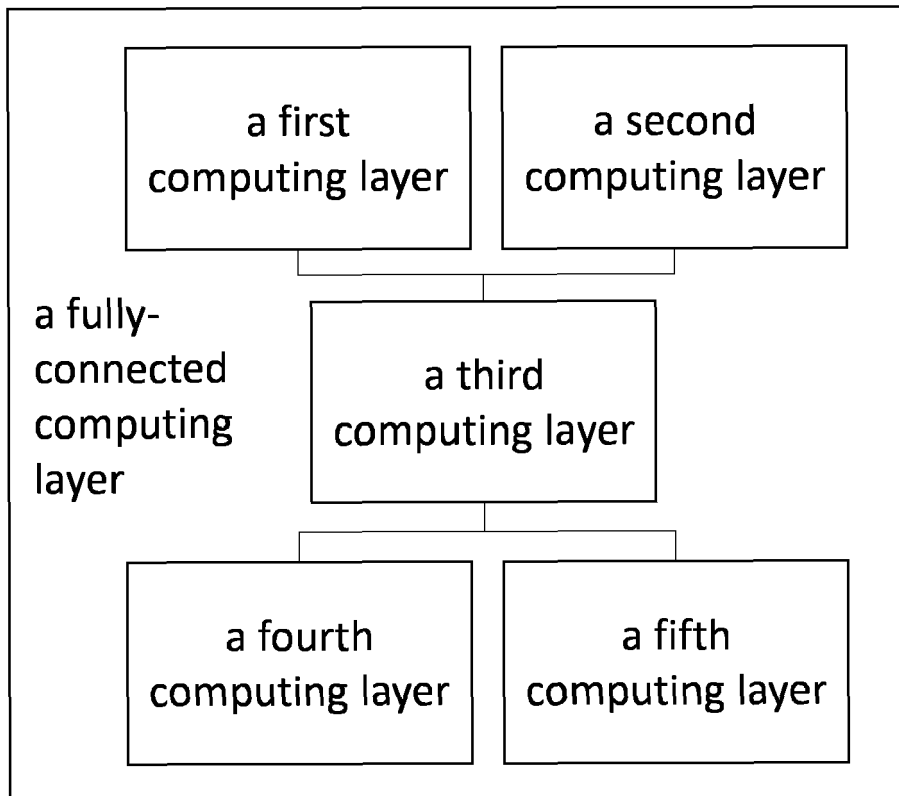 a first
computing layer
a second
computing layer
a fully-
connected
computing
layer
a third
computing layer
a fourth
computing layer
a fifth
computing layer